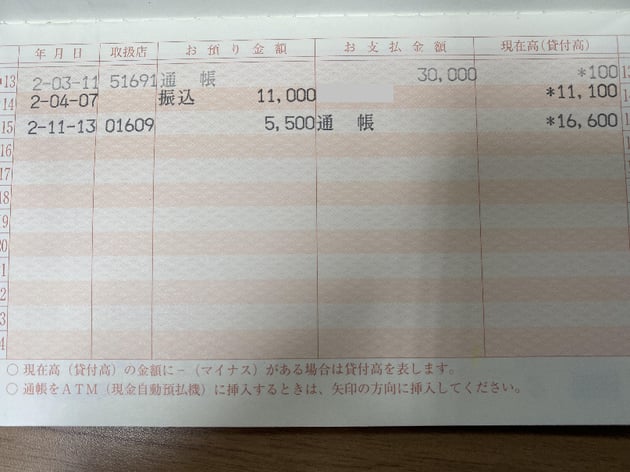 年月日 取扱店 お預り金額 お支払金額 現在高(貸付高)
13 2-03-11 51691 通 帳 30,000 *100
14 2-04-07 振込 11,000 *11,100
15 2-11-13 01609 5,500 通 帳 *16,600
16
17
18
19
20
1
2
3
4
○現在高(貸付高)の金額に-(マイナス)がある場合は貸付高を表します。
○通帳をATM(現金自動預払機)に挿入するときは、矢印の方向に挿入してください。